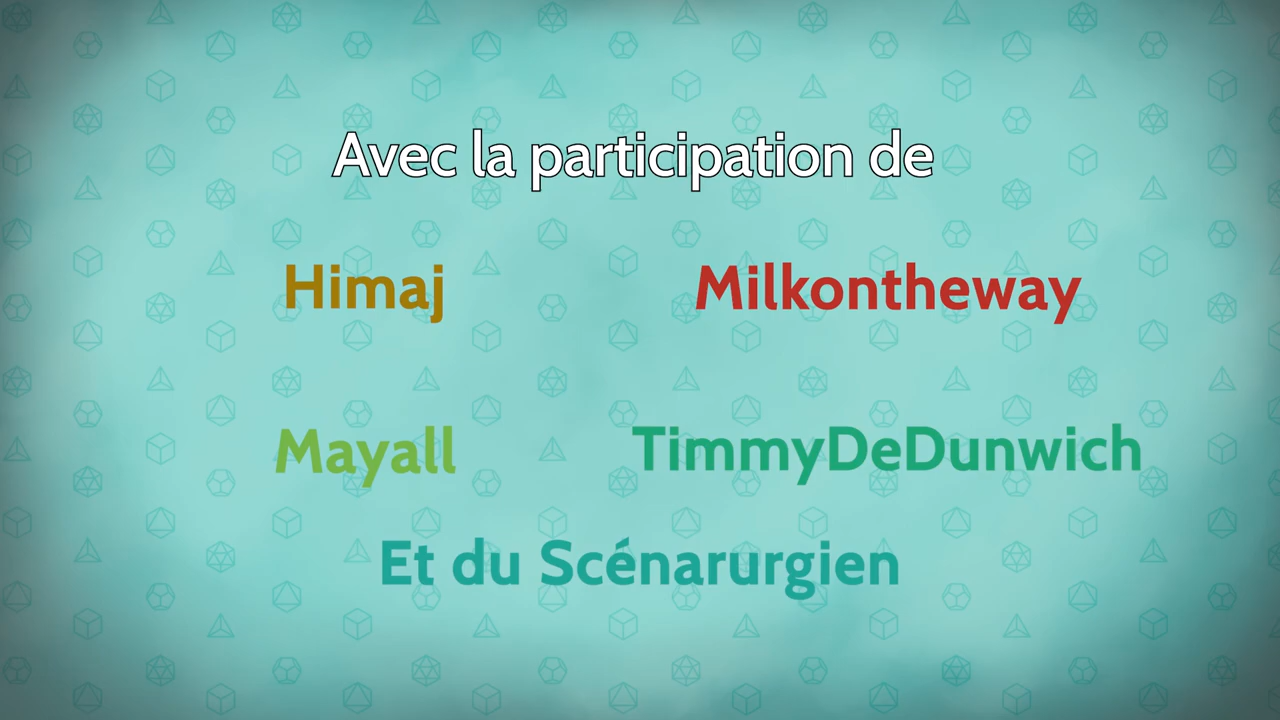 Avec la participation de
Himaj
Milkontheway
Mayall
TimmyDeDunwich
Et du Scénarurgien